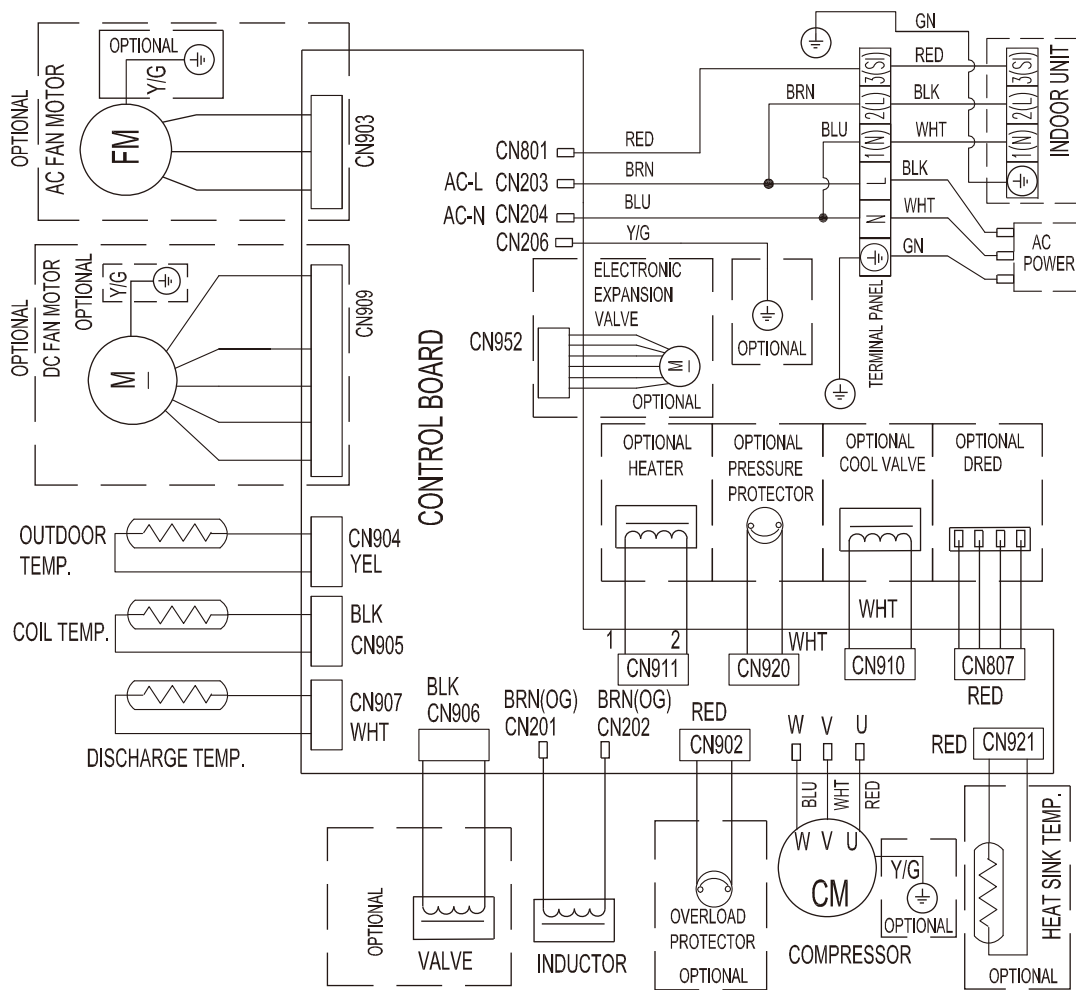 OPTIONAL
AC FAN MOTOR
OPTIONAL
Y/G
FM
CN903
OPTIONAL
DC FAN MOTOR
OPTIONAL
Y/G
M
CN909
OUTDOOR
TEMP.
CN904
YEL
COIL TEMP.
BLK
CN905
CN907
WHT
DISCHARGE TEMP.
CONTROL BOARD
CN801
RED
AC-L CN203
BRN
AC-N CN204
BLU
CN206
Y/G
BRN
BLU
3(SI)
2(L)
1(N)
L
N
TERMINAL PANEL
GN
RED
BLK
WHT
BLK
WHT
GN
3(SI)
2(L)
1(N)
INDOOR UNIT
AC
POWER
ELECTRONIC
EXPANSION
VALVE
CN952
M
OPTIONAL
OPTIONAL
OPTIONAL
HEATER
OPTIONAL
PRESSURE
PROTECTOR
OPTIONAL
COOL VALVE
OPTIONAL
DRED
1
2
CN911
WHT
CN920
WHT
CN910
CN807
RED
BLK
CN906
BRN(OG)
CN201
BRN(OG)
CN202
RED
CN902
W V U
BLU
WHT
RED
RED
CN921
OPTIONAL
VALVE
INDUCTOR
OVERLOAD
PROTECTOR
OPTIONAL
W V U
CM
COMPRESSOR
Y/G
OPTIONAL
HEAT SINK TEMP.
OPTIONAL